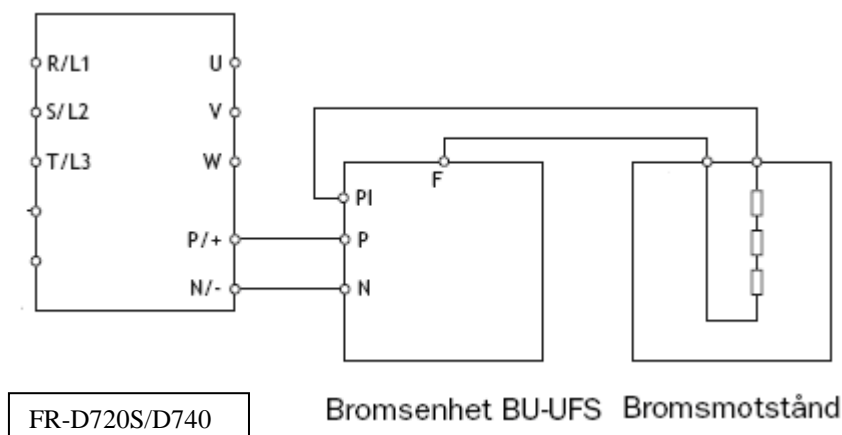 R/L1 U
S/L2 V
T/L3 W
F
PI
P/+ P
N/- N
FR-D720S/D740
Bromsenhet BU-UFS Bromsmotstånd